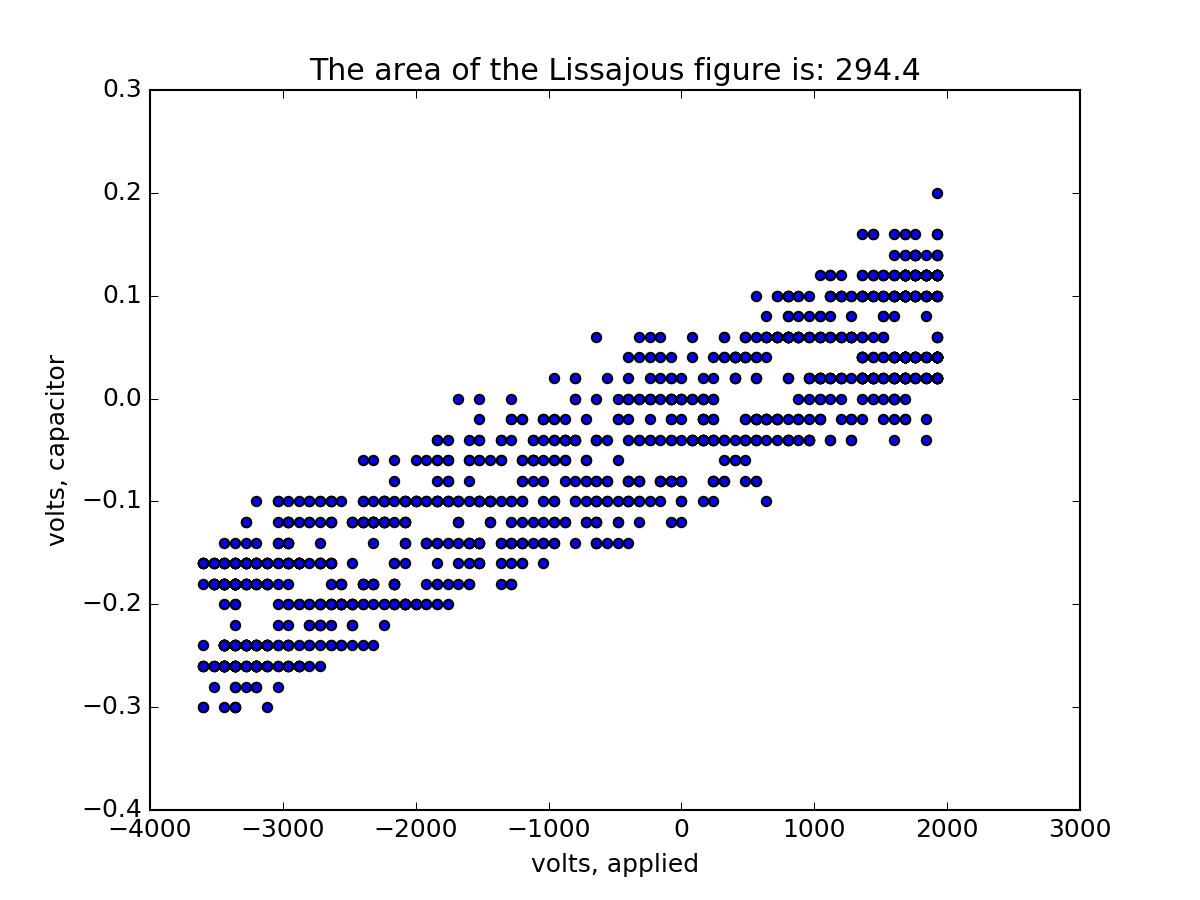 The area of the Lissajous figure is: 294.4
0.3
0.2
0.1
0.0
−0.1
−0.2
−0.3
−0.4
volts, capacitor
−4000 −3000 −2000 −1000 0 1000 2000 3000
volts, applied